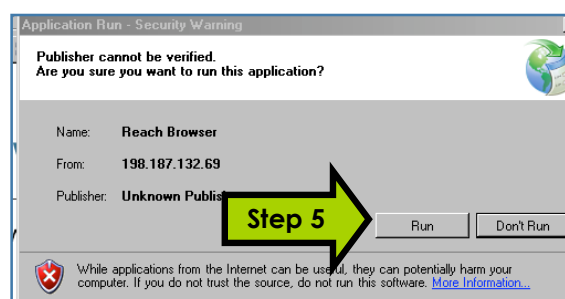 Application Run - Security Warning
Publisher cannot be verified.
Are you sure you want to run this application?
Name: Reach Browser
From: 198.187.132.69
Publisher: Unknown
Step 5
Run Don't Run
While applications from the Internet can be useful, they can potentially harm your
computer. If you do not trust the source, do not run this software. More Information...